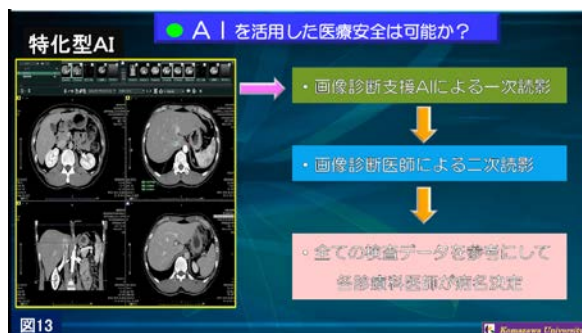 ● AI を活用した医療安全は可能か？
特化型AI
・画像診断支援AIによる一次読影
・画像診断医師による二次読影
・全ての検査データを参考にして
各診療科医師が病名決定
図13
Komazawa University